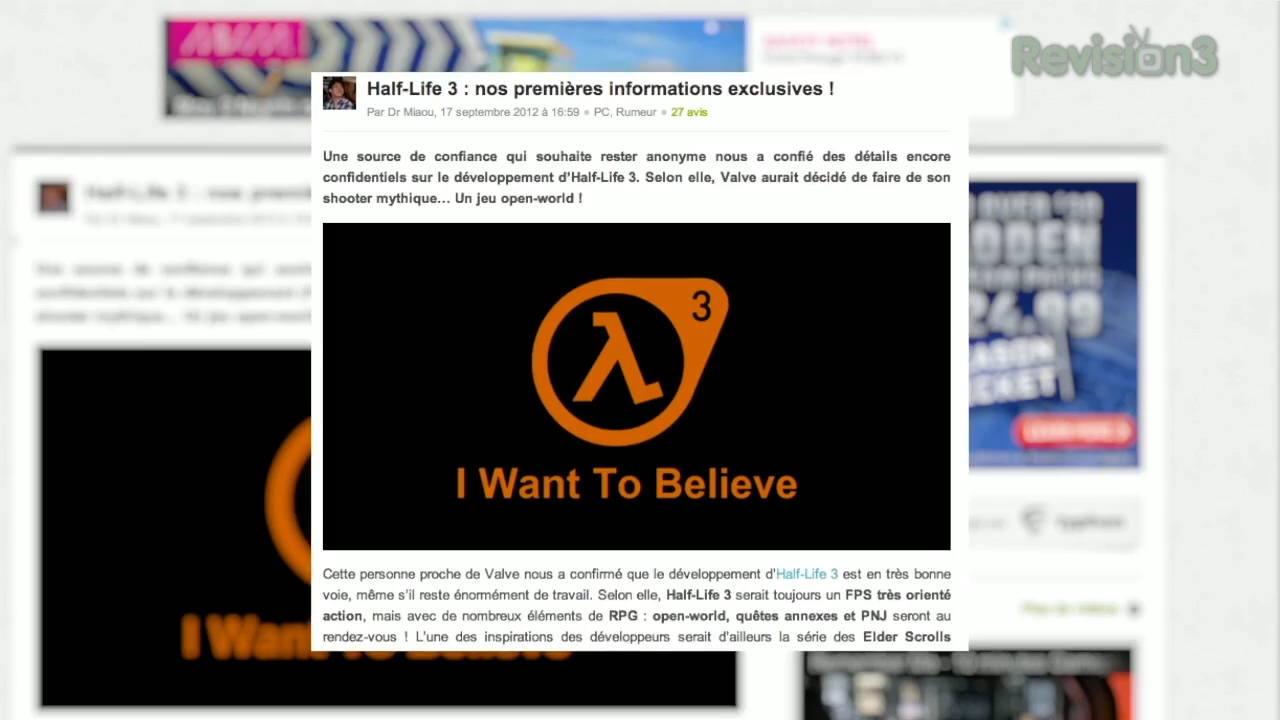 Revision3
Half-Life 3 : nos premières informations exclusives !
Par Dr Miaou, 17 septembre 2012 à 16:59 • PC, Rumeur • 27 avis
Une source de confiance qui souhaite rester anonyme nous a confié des détails encore
confidentiels sur le développement d'Half-Life 3. Selon elle, Valve aurait décidé de faire de son
shooter mythique… Un jeu open-world !
3
λ
I Want To Believe
Cette personne proche de Valve nous a confirmé que le développement d'Half-Life 3 est en très bonne
voie, même s'il reste énormément de travail. Selon elle, Half-Life 3 serait toujours un FPS très orienté
action, mais avec de nombreux éléments de RPG : open-world, quêtes annexes et PNJ seront au
rendez-vous ! L'une des inspirations des développeurs serait d'ailleurs la série des Elder Scrolls